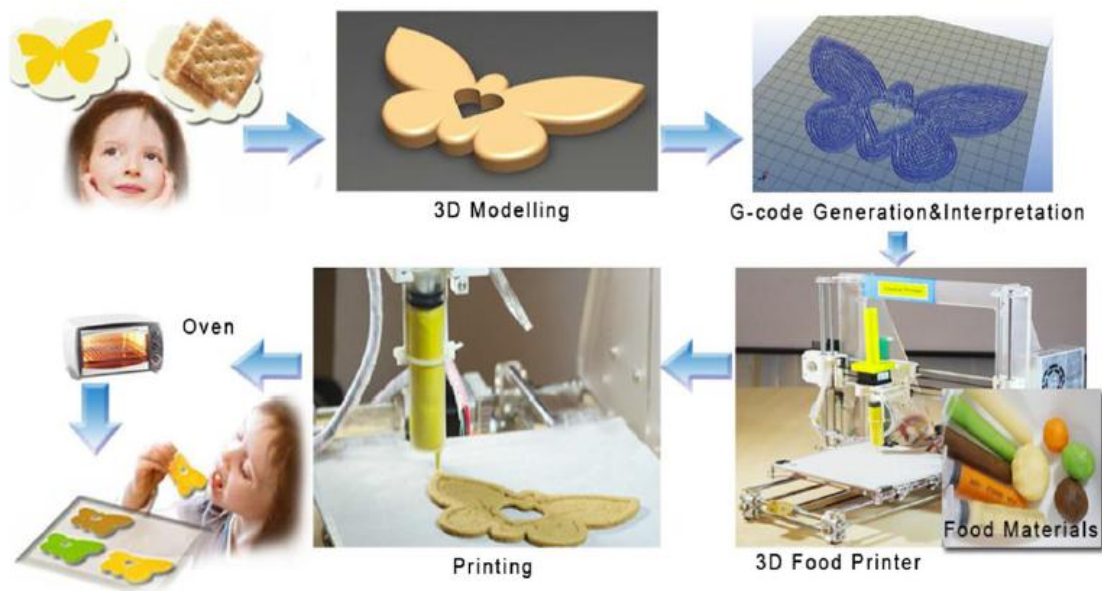 3D Modelling
G-code Generation&Interpretation
Oven
Printing
3D Food Printer
Food Materials